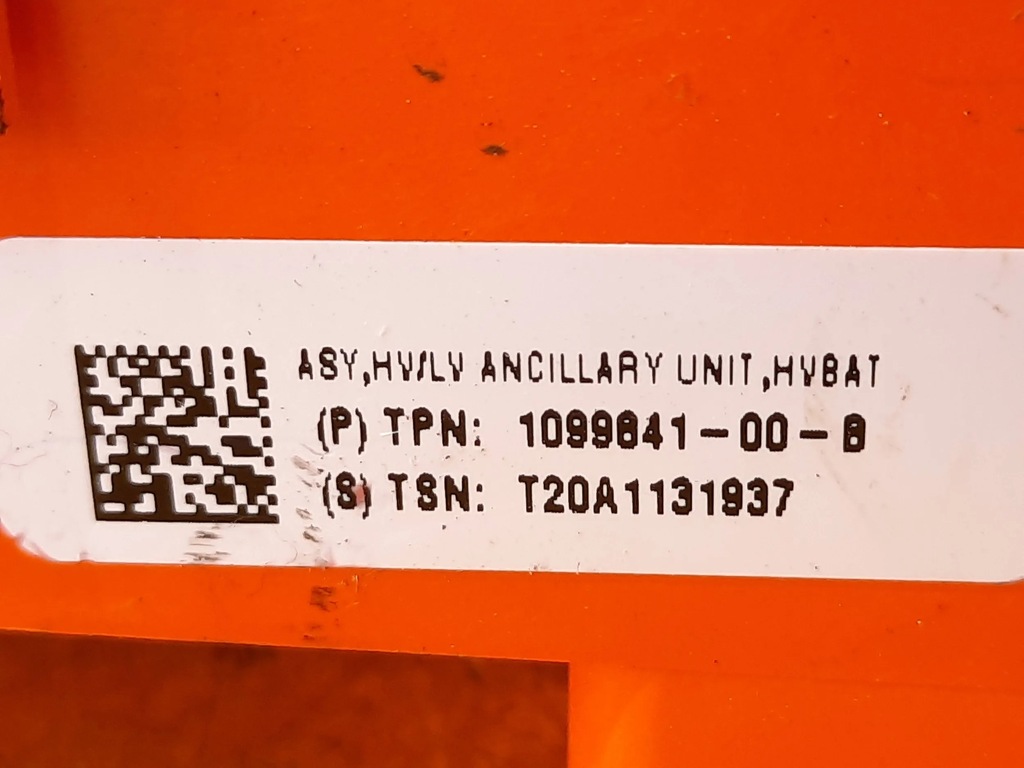 ASY,HV/LV ANCILLARY UNIT,HVBAT
(P) TPN: 1099841-00-B
(S) TSN: T20A1131937